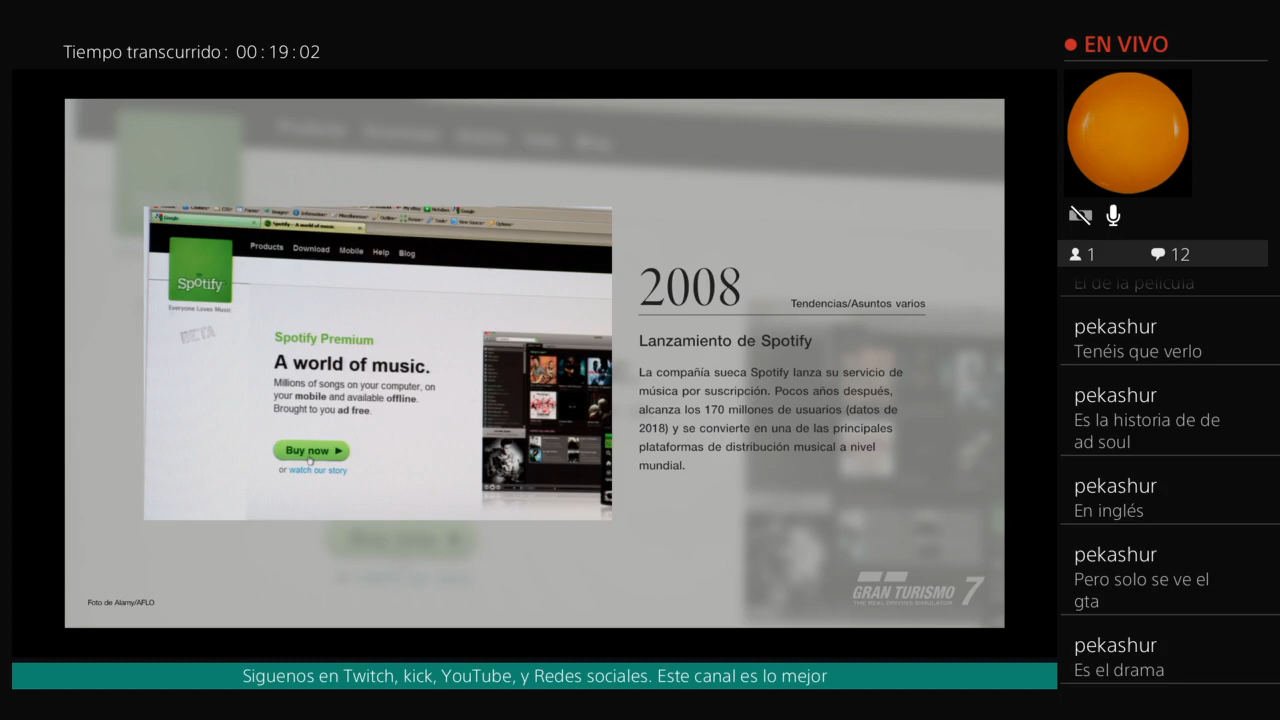 Tiempo transcurrido: 00:19:02
EN VIVO
1
12
El de la película
pekashur
Tenéis que verlo
pekashur
Es la historia de de
ad soul
pekashur
En inglés
pekashur
Pero solo se ve el
gta
pekashur
Es el drama
Google
Spotify - A world of music
Products Download Mobile Help Blog
Spotify
Everyone Loves Music
BETA
Spotify Premium
A world of music.
Millions of songs on your computer, on
your mobile and available offline.
Brought to you ad free.
Buy now
or watch our story
2008
Tendencias/Asuntos varios
Lanzamiento de Spotify
La compañía sueca Spotify lanza su servicio de
música por suscripción. Pocos años después,
alcanza los 170 millones de usuarios (datos de
2018) y se convierte en una de las principales
plataformas de distribución musical a nivel
mundial.
Foto de Alamy/AFLO
GRAN TURISMO 7
THE REAL DRIVING SIMULATOR
Siguenos en Twitch, kick, YouTube, y Redes sociales. Este canal es lo mejor